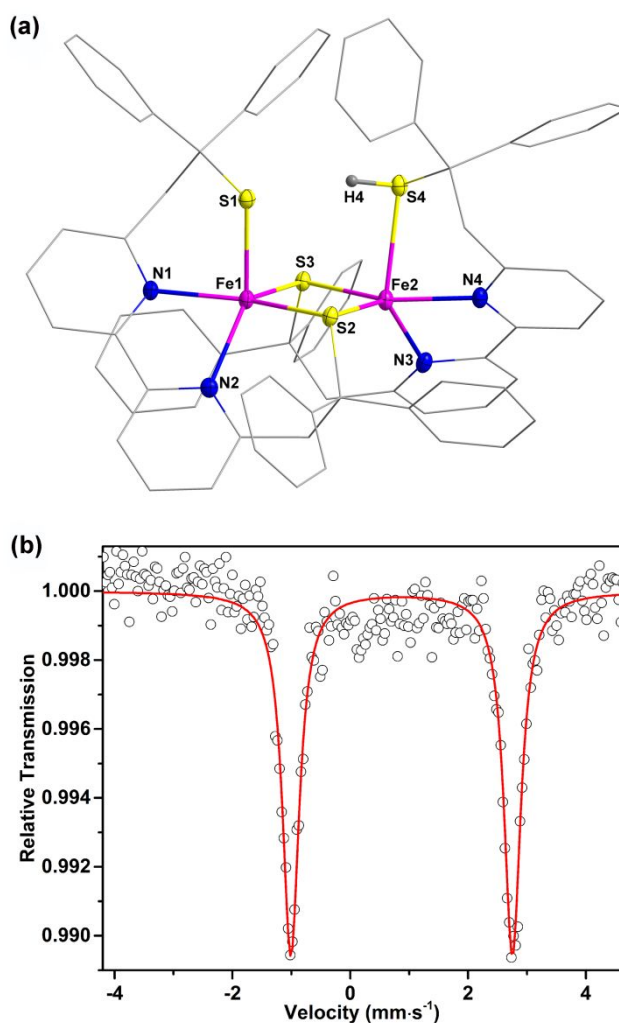 (a)
H4
S4
S1
N1
Fe1
S3
Fe2
N4
S2
N3
N2
(b)
1.000
0.998
0.996
0.994
0.992
0.990
Relative Transmission
-4
-2
0
2
4
Velocity (mm·s⁻¹)